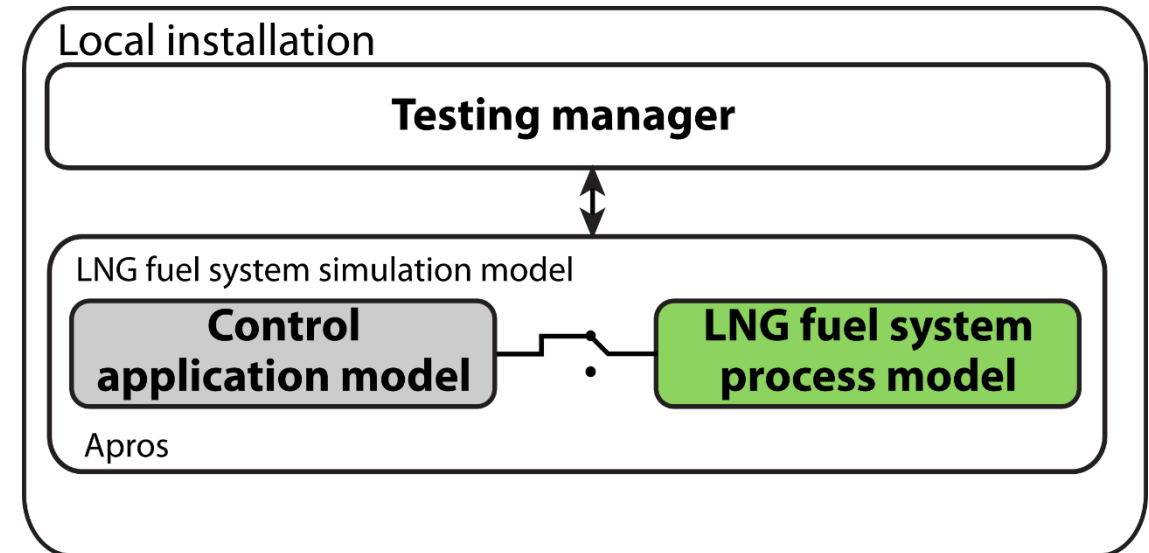 Local installation
Testing manager
LNG fuel system simulation model
Control
application model
LNG fuel system
process model
Apros